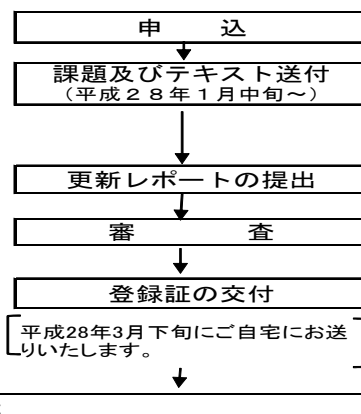 申　　込
課題及びテキスト送付
（平成２８年１月中旬～）
更新レポートの提出
審　　　査
登録証の交付
平成28年3月下旬にご自宅にお送
りいたします。